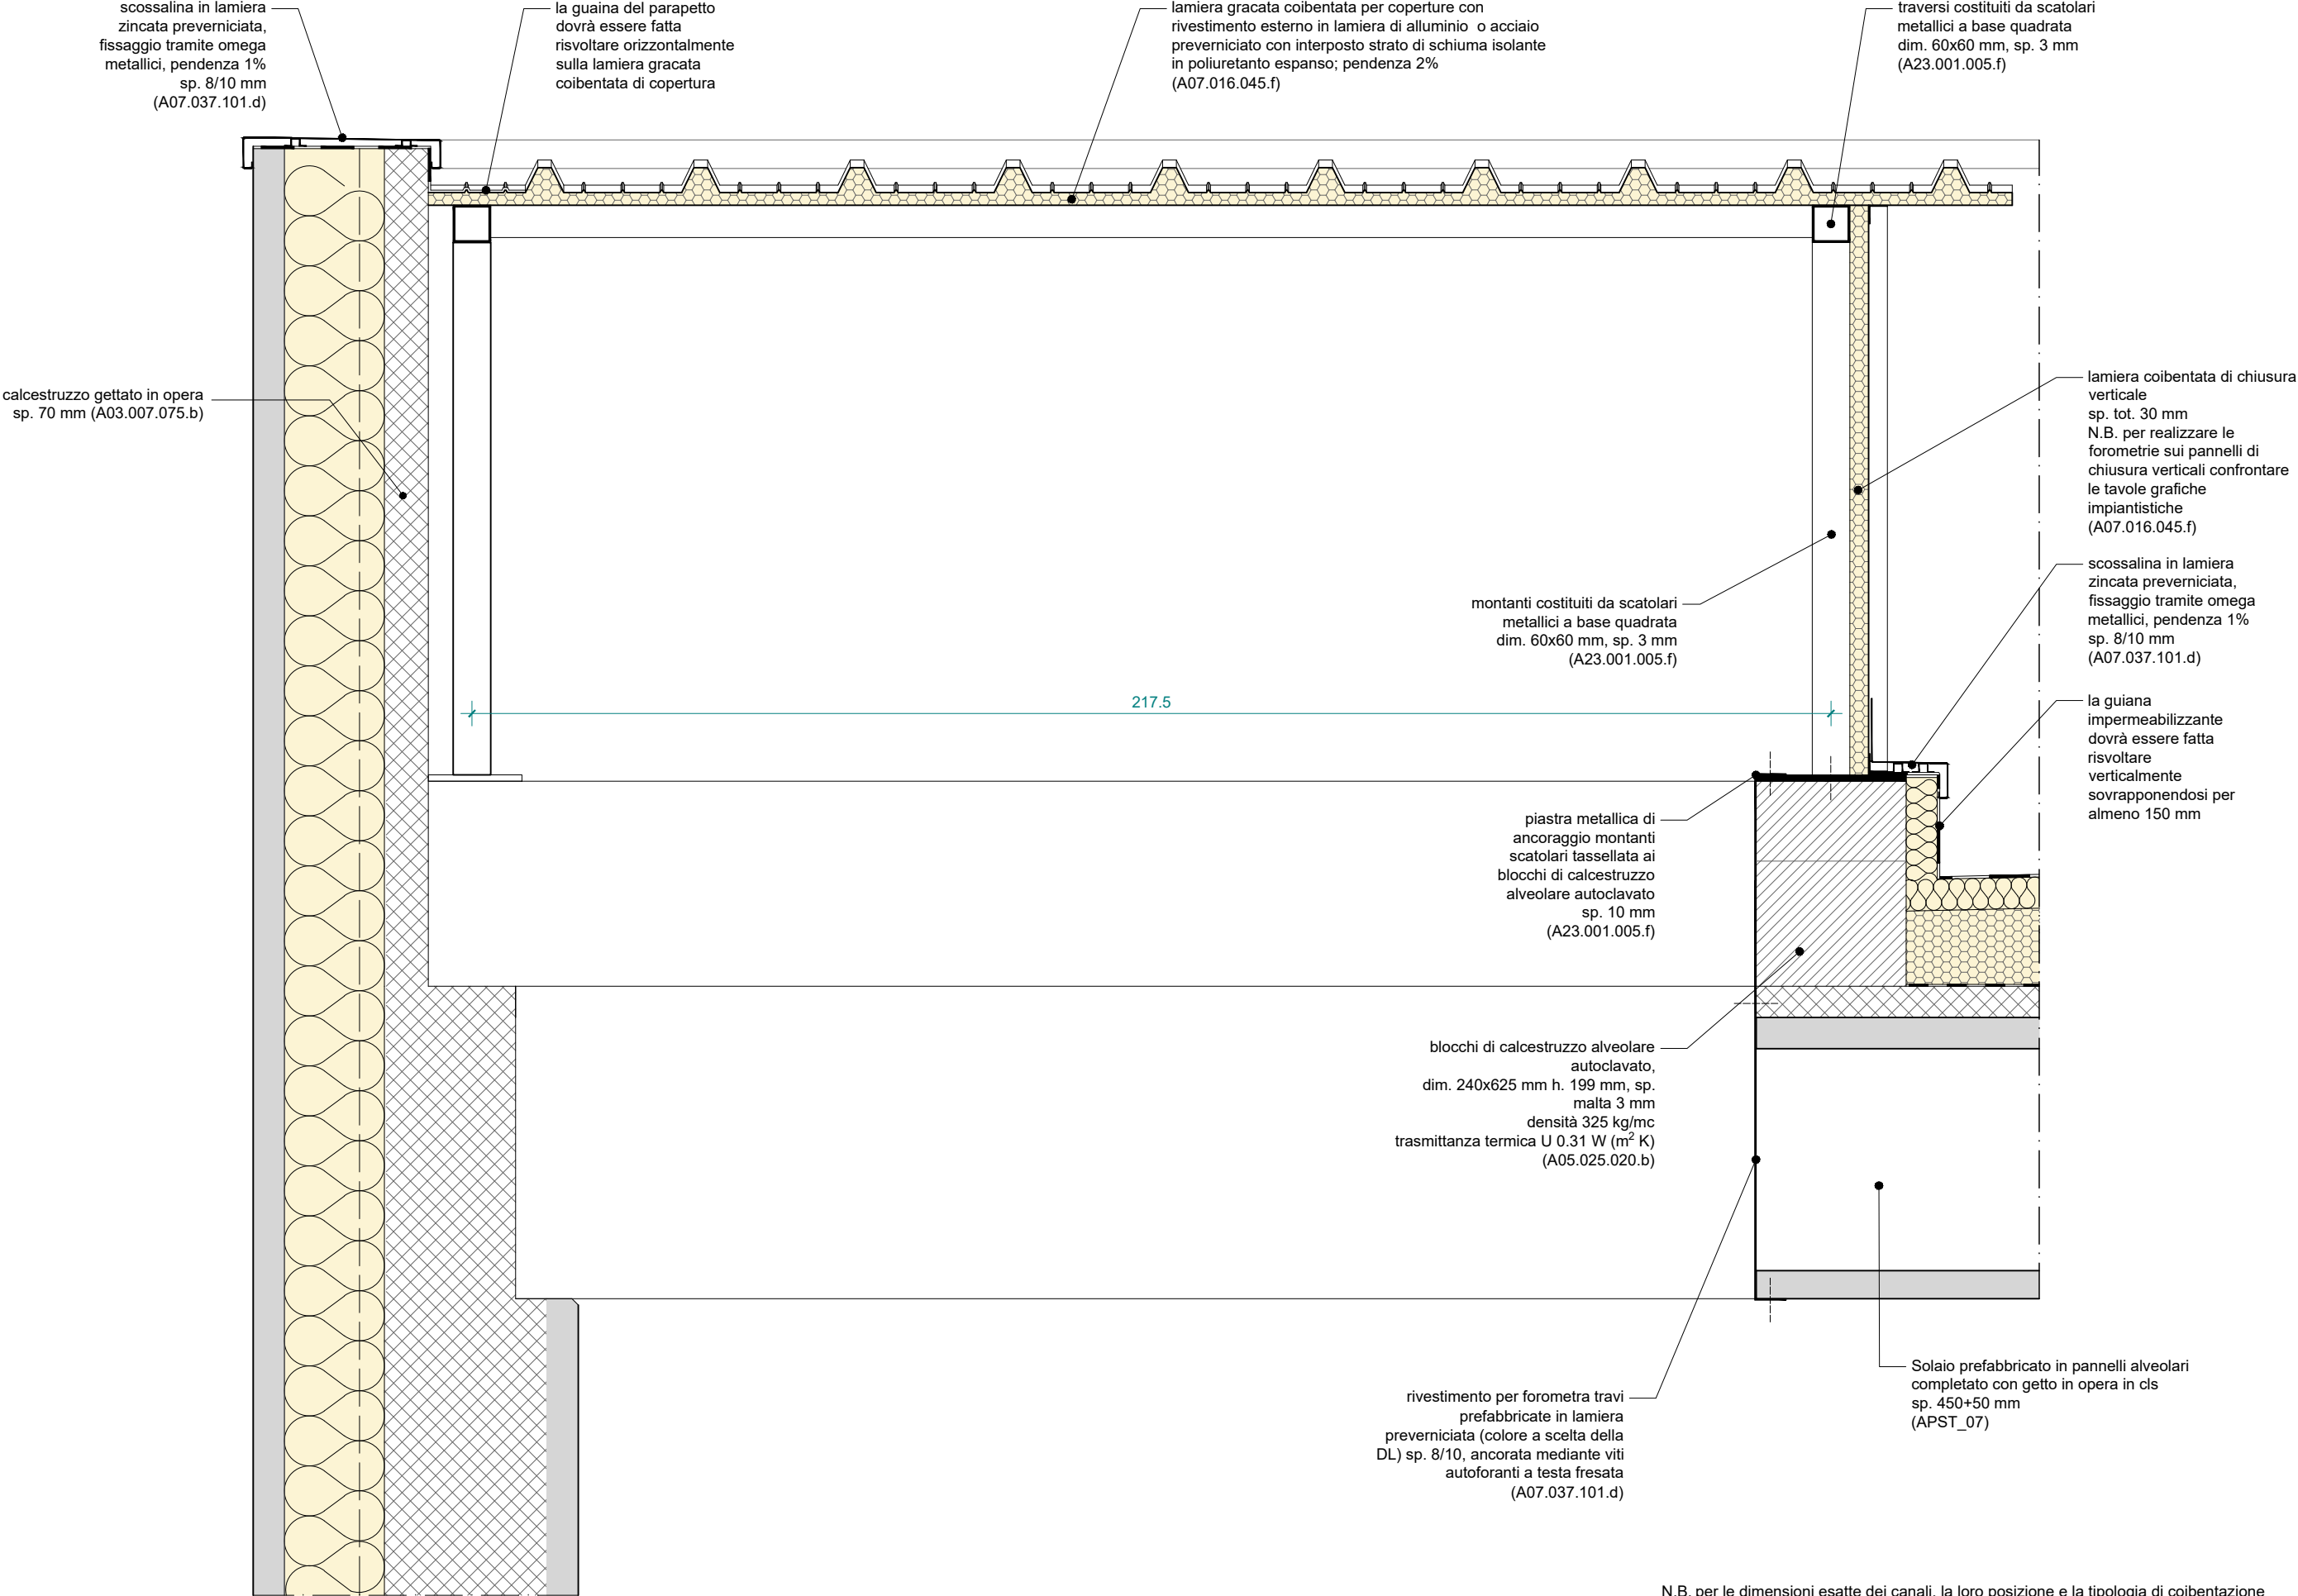 scossalina in lamiera
zincata preverniciata,
fissaggio tramite omega
metallici, pendenza 1%
sp. 8/10 mm
(A07.037.101.d)
la guaina del parapetto
dovrà essere fatta
risvoltare orizzontalmente
sulla lamiera gracata
coibentata di copertura
lamiera gracata coibentata per coperture con
rivestimento esterno in lamiera di alluminio o acciaio
preverniciato con interposto strato di schiuma isolante
in poliuretanto espanso; pendenza 2%
(A07.016.045.f)
traversi costituiti da scatolari
metallici a base quadrata
dim. 60x60 mm, sp. 3 mm
(A23.001.005.f)
calcestruzzo gettato in opera
sp. 70 mm (A03.007.075.b)
lamiera coibentata di chiusura
verticale
sp. tot. 30 mm
N.B. per realizzare le
forometrie sui pannelli di
chiusura verticali confrontare
le tavole grafiche
impiantistiche
(A07.016.045.f)
scossalina in lamiera
zincata preverniciata,
fissaggio tramite omega
metallici, pendenza 1%
sp. 8/10 mm
(A07.037.101.d)
montanti costituiti da scatolari
metallici a base quadrata
dim. 60x60 mm, sp. 3 mm
(A23.001.005.f)
217.5
la guiana
impermeabilizzante
dovrà essere fatta
risvoltare
verticalmente
sovrapponendosi per
almeno 150 mm
piastra metallica di
ancoraggio montanti
scatolari tassellata ai
blocchi di calcestruzzo
alveolare autoclavato
sp. 10 mm
(A23.001.005.f)
blocchi di calcestruzzo alveolare
autoclavato,
dim. 240x625 mm h. 199 mm, sp.
malta 3 mm
densità 325 kg/mc
trasmittanza termica U 0.31 W (m² K)
(A05.025.020.b)
Solaio prefabbricato in pannelli alveolari
completato con getto in opera in cls
sp. 450+50 mm
(APST_07)
rivestimento per forometra travi
prefabbricate in lamiera
preverniciata (colore a scelta della
DL) sp. 8/10, ancorata mediante viti
autoforanti a testa fresata
(A07.037.101.d)
N.B. per le dimensioni esatte dei canali, la loro posizione e la tipologia di coibentazione